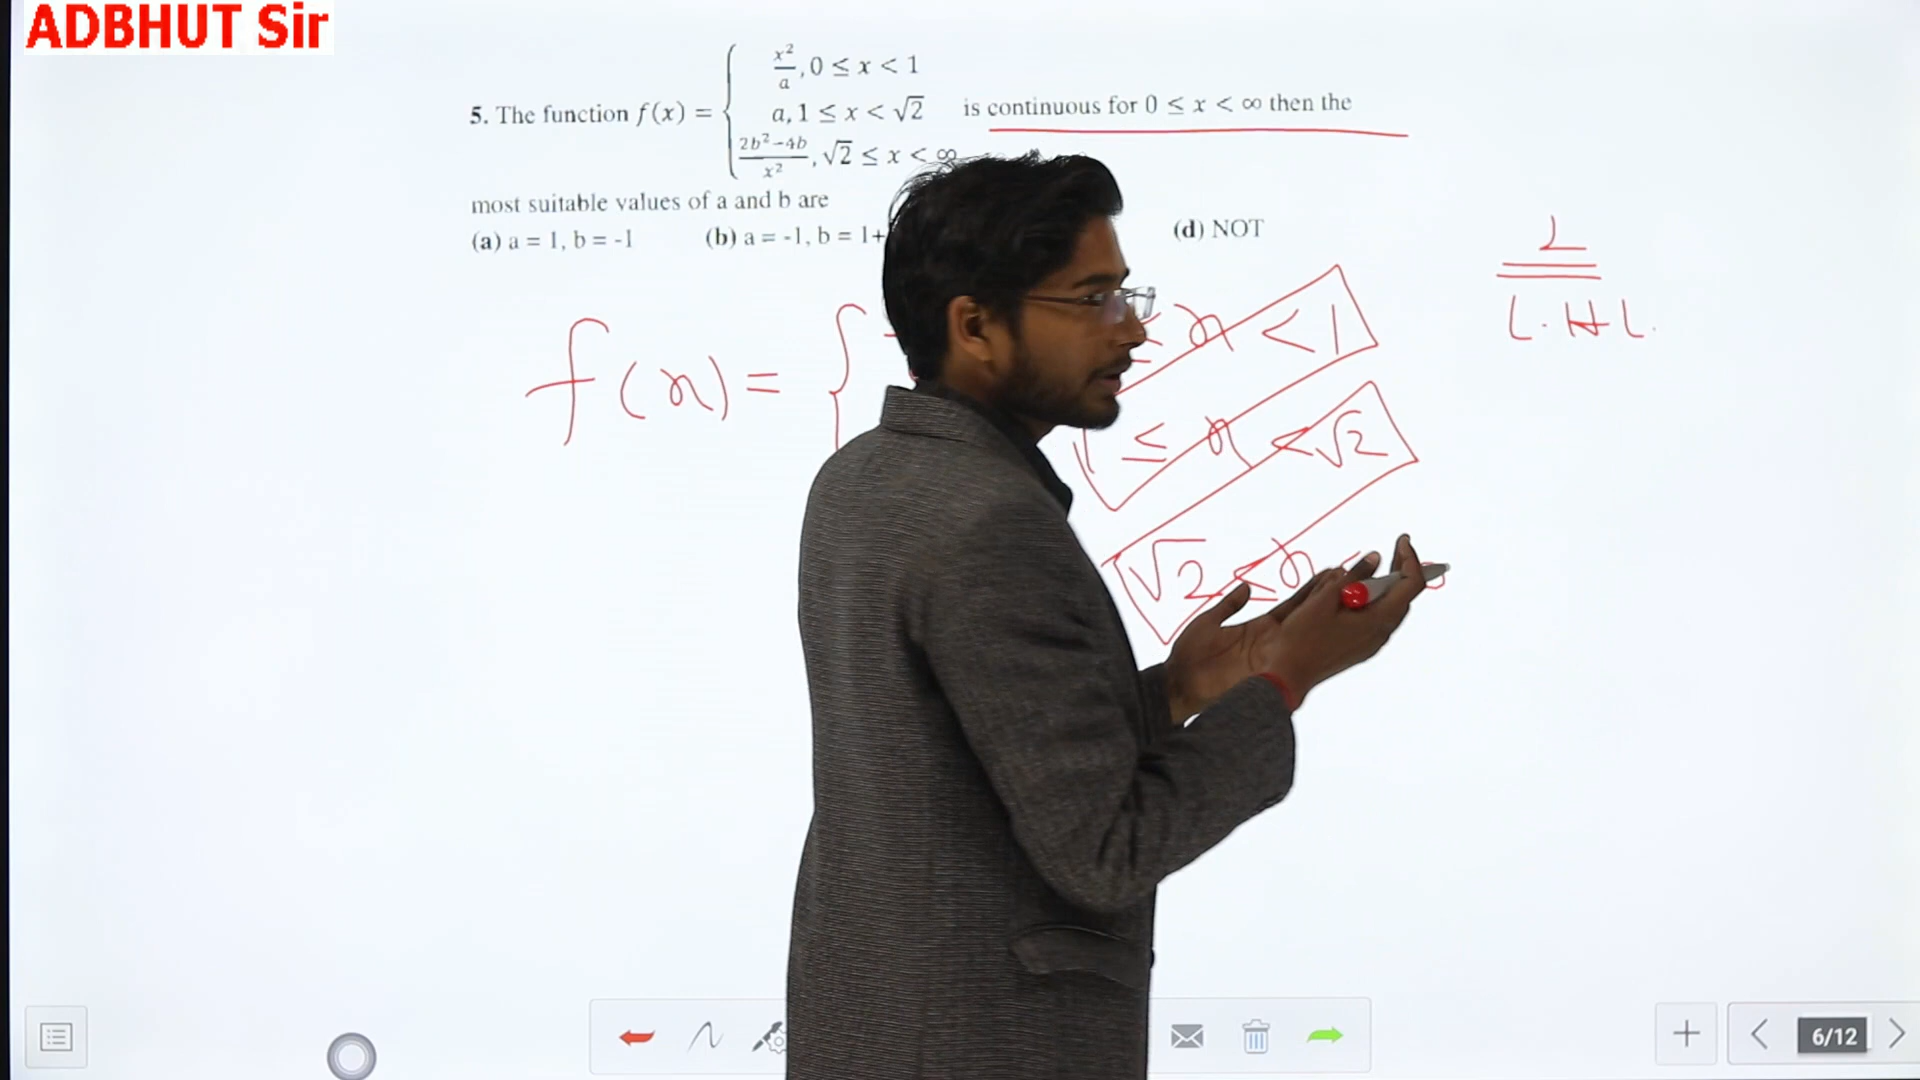 ADBHUT Sir
5. The function f(x) = { x²/a, 0 ≤ x < 1
a, 1 ≤ x < √2
(2b²-4b)/x², √2 ≤ x < ∞
is continuous for 0 ≤ x < ∞ then the
most suitable values of a and b are
(a) a = 1, b = -1 (b) a = -1, b = 1+ (d) NOT
L
L.H.L.
f(x) = { ≤ x < 1
1 ≤ x < √2
√2 ≤ x <
6/12